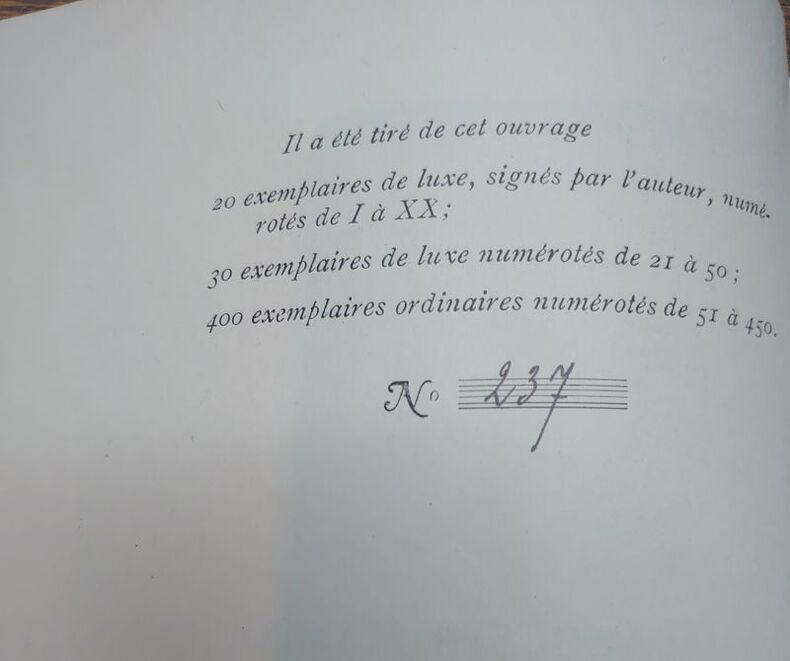 Il a été tiré de cet ouvrage
20 exemplaires de luxe, signés par l'auteur, numé-
rotés de I à XX;
30 exemplaires de luxe numérotés de 21 à 50;
400 exemplaires ordinaires numérotés de 51 à 450.
No 237